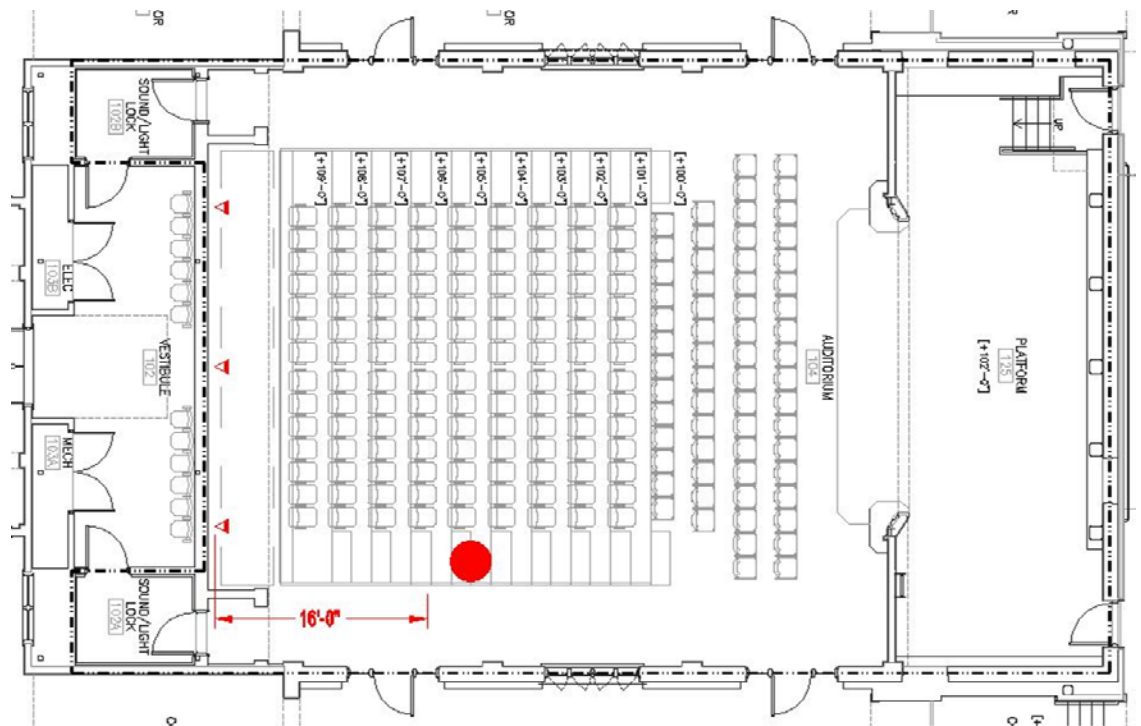 OR
OR
SOUND/LIGHT
LOCK
102B
ELEC
103B
VESTIBULE
102
MECH
103A
SOUND/LIGHT
LOCK
102A
[+109'-0"]
[+108'-0"]
[+107'-0"]
[+106'-0"]
[+105'-0"]
[+104'-0"]
[+103'-0"]
[+102'-0"]
[+101'-0"]
[+100'-0"]
AUDITORIUM
104
PLATFORM
125
[+102'-0"]
UP
16'-0"